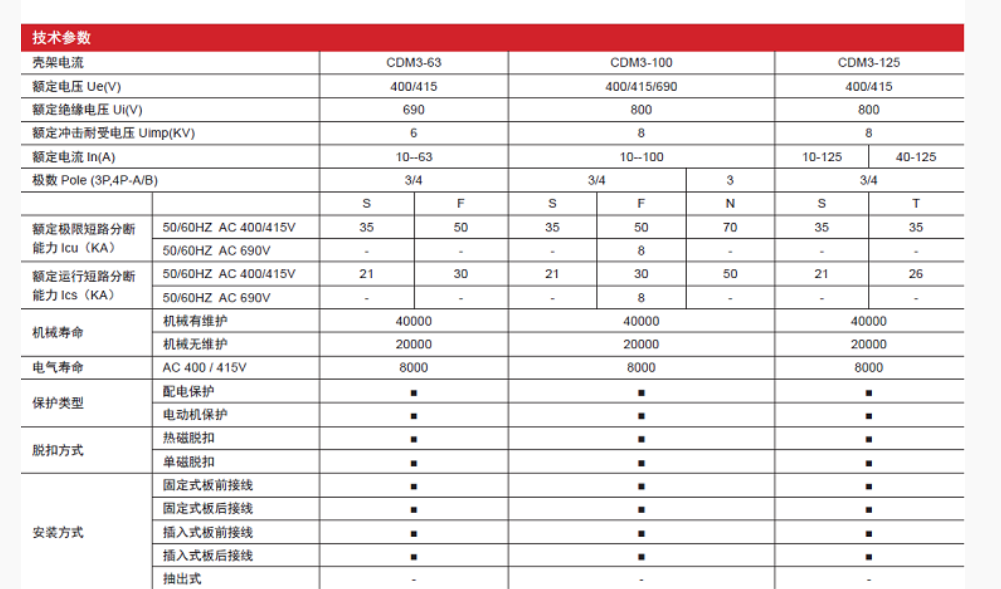 技术参数
壳架电流 CDM3-63 CDM3-100 CDM3-125
额定电压 Ue(V) 400/415 400/415/690 400/415
额定绝缘电压 Ui(V) 690 800 800
额定冲击耐受电压 Uimp(KV) 6 8 8
额定电流 In(A) 10--63 10--100 10-125 40-125
极数 Pole (3P,4P-A/B) 3/4 3/4 3 3/4
S F S F N S T
额定极限短路分断能力 Icu（KA） 50/60HZ AC 400/415V 35 50 35 50 70 35 35
50/60HZ AC 690V - - - 8 - - -
额定运行短路分断能力 Ics（KA） 50/60HZ AC 400/415V 21 30 21 30 50 21 26
50/60HZ AC 690V - - - 8 - - -
机械寿命 机械有维护 40000 40000 40000
机械无维护 20000 20000 20000
电气寿命 AC 400 / 415V 8000 8000 8000
保护类型 配电保护 ■ ■ ■
电动机保护 ■ ■ ■
脱扣方式 热磁脱扣 ■ ■ ■
单磁脱扣 ■ ■ ■
安装方式 固定式板前接线 ■ ■ ■
固定式板后接线 ■ ■ ■
插入式板前接线 ■ ■ ■
插入式板后接线 ■ ■ ■
抽出式 - - -